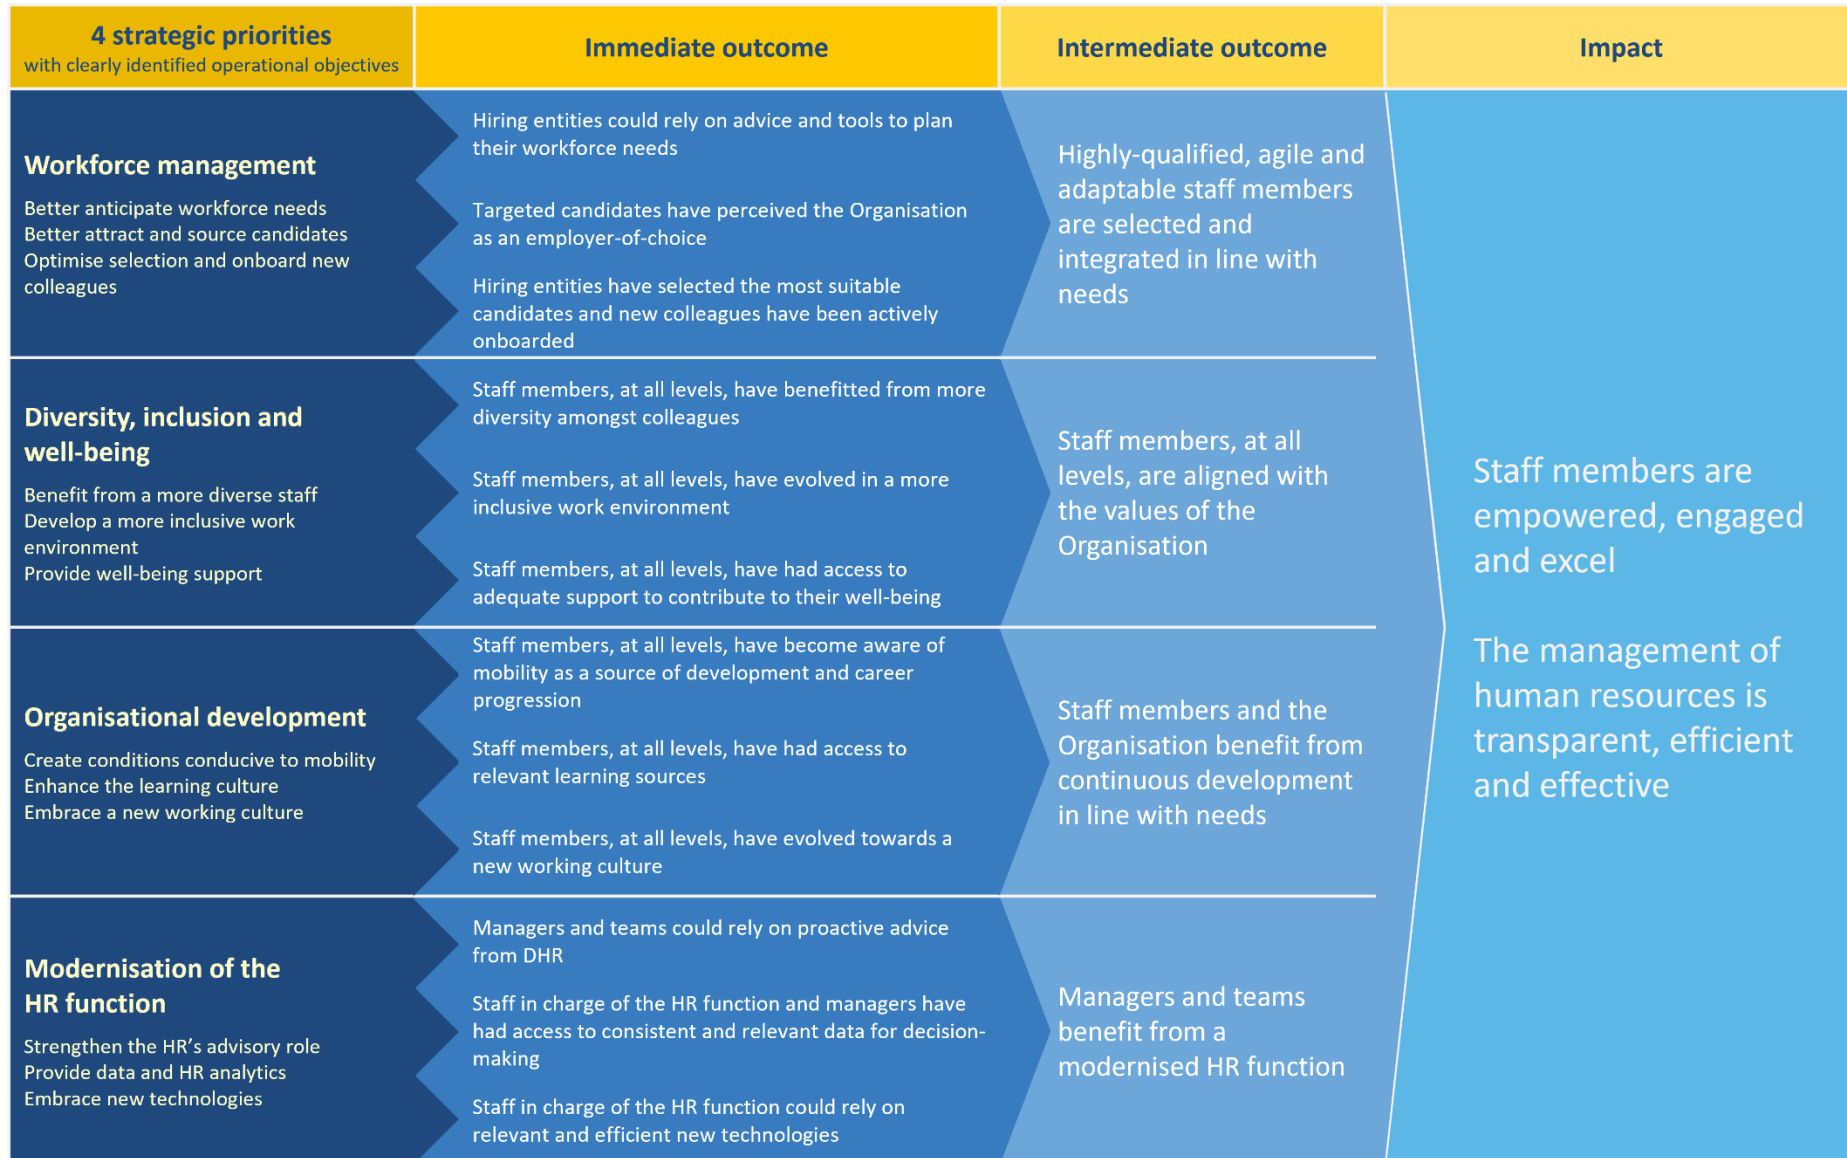 4 strategic priorities
with clearly identified operational objectives
Immediate outcome
Intermediate outcome
Impact
Workforce management
Better anticipate workforce needs
Better attract and source candidates
Optimise selection and onboard new
colleagues
Hiring entities could rely on advice and tools to plan
their workforce needs
Targeted candidates have perceived the Organisation
as an employer-of-choice
Hiring entities have selected the most suitable
candidates and new colleagues have been actively
onboarded
Highly-qualified, agile and
adaptable staff members
are selected and
integrated in line with
needs
Diversity, inclusion and
well-being
Benefit from a more diverse staff
Develop a more inclusive work
environment
Provide well-being support
Staff members, at all levels, have benefitted from more
diversity amongst colleagues
Staff members, at all levels, have evolved in a more
inclusive work environment
Staff members, at all levels, have had access to
adequate support to contribute to their well-being
Staff members, at all
levels, are aligned with
the values of the
Organisation
Organisational development
Create conditions conducive to mobility
Enhance the learning culture
Embrace a new working culture
Staff members, at all levels, have become aware of
mobility as a source of development and career
progression
Staff members, at all levels, have had access to
relevant learning sources
Staff members, at all levels, have evolved towards a
new working culture
Staff members and the
Organisation benefit from
continuous development
in line with needs
Modernisation of the
HR function
Strengthen the HR's advisory role
Provide data and HR analytics
Embrace new technologies
Managers and teams could rely on proactive advice
from DHR
Staff in charge of the HR function and managers have
had access to consistent and relevant data for decision-
making
Staff in charge of the HR function could rely on
relevant and efficient new technologies
Managers and teams
benefit from a
modernised HR function
Staff members are
empowered, engaged
and excel
The management of
human resources is
transparent, efficient
and effective